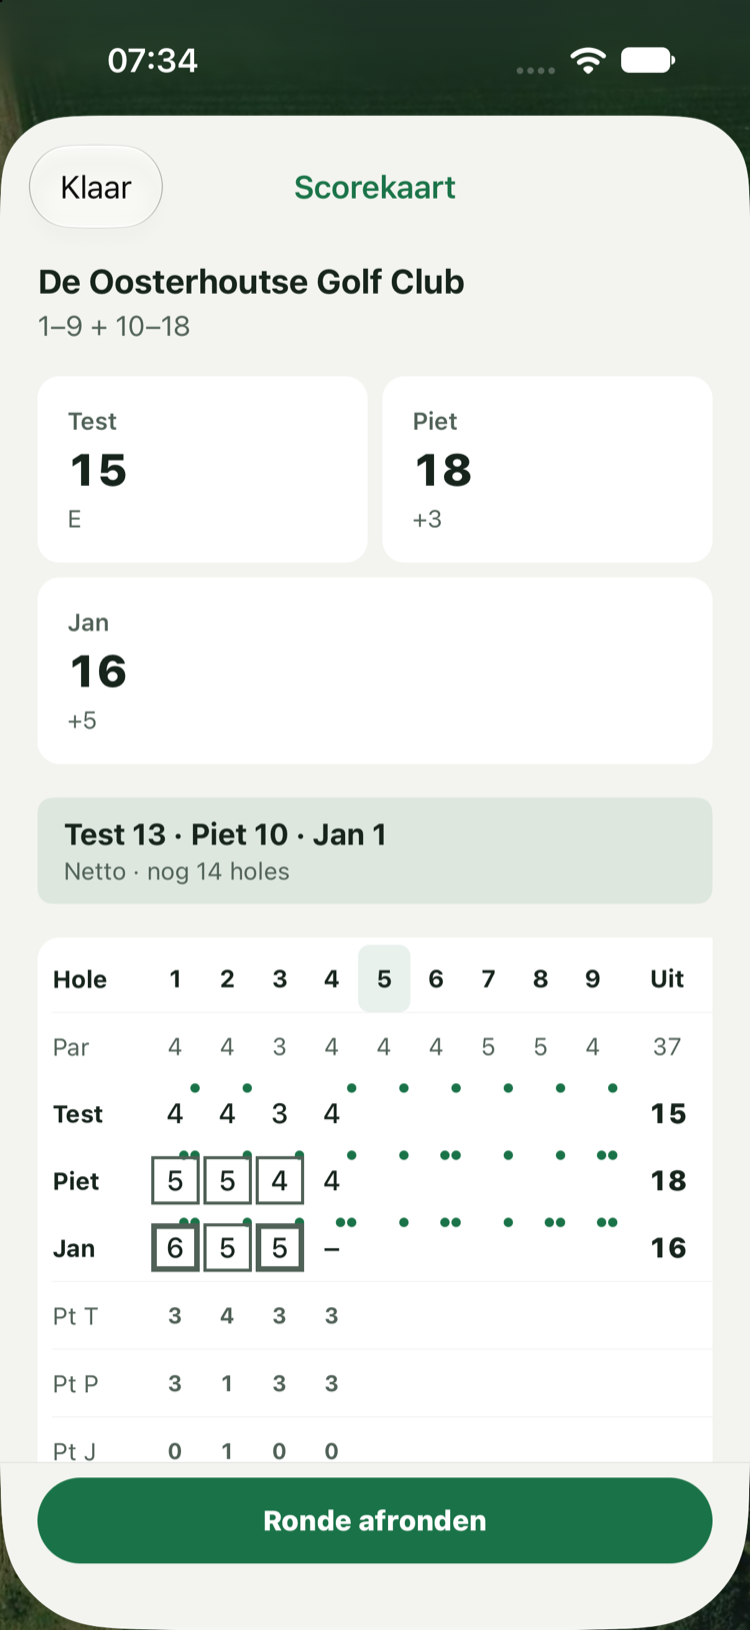 07:34
Klaar
Scorekaart
De Oosterhoutse Golf Club
1–9 + 10–18
Test
15
E
Piet
18
+3
Jan
16
+5
Test 13 · Piet 10 · Jan 1
Netto · nog 14 holes
Hole 1 2 3 4 5 6 7 8 9 Uit
Par 4 4 3 4 4 4 5 5 4 37
Test 4 4 3 4 15
Piet 5 5 4 4 18
Jan 6 5 5 – 16
Pt T 3 4 3 3
Pt P 3 1 3 3
Pt J 0 1 0 0
Ronde afronden